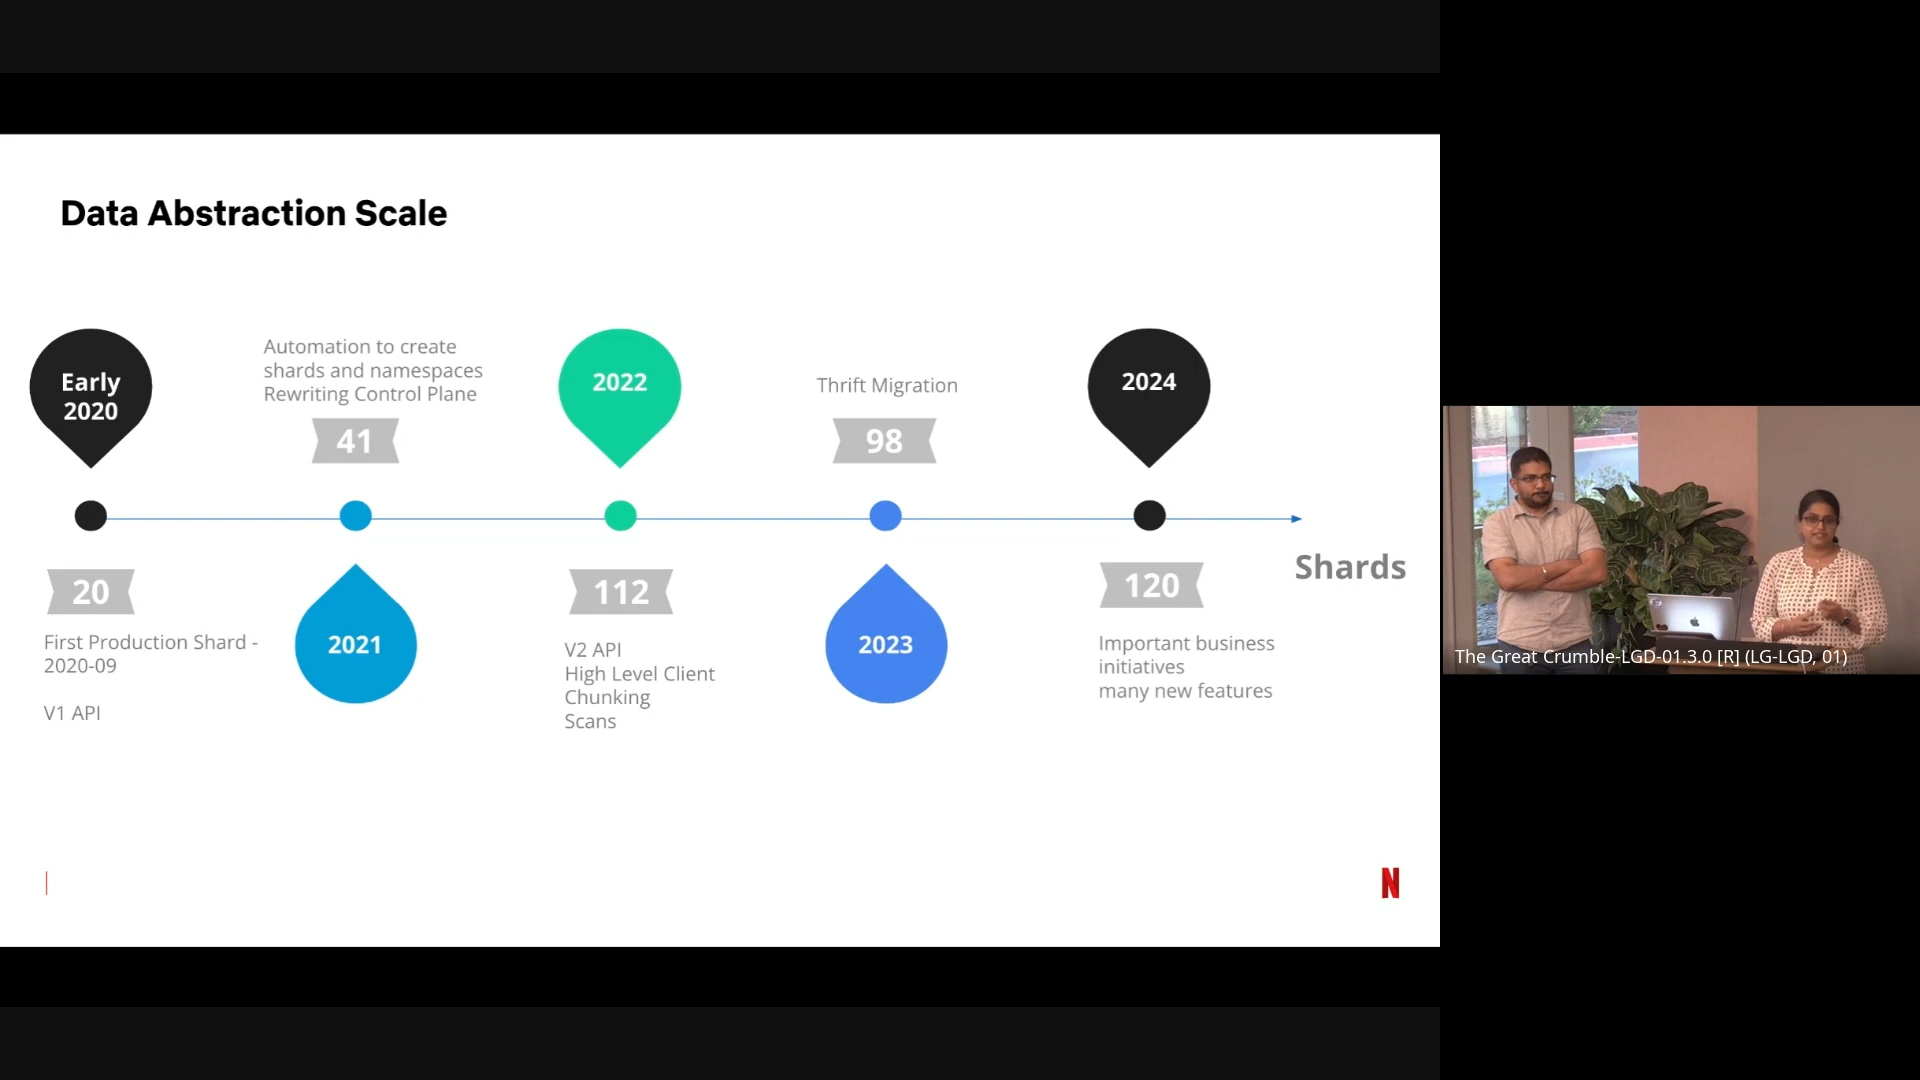 Data Abstraction Scale
Early
2020
20
First Production Shard -
2020-09
V1 API
Automation to create
shards and namespaces
Rewriting Control Plane
41
2021
2022
112
V2 API
High Level Client
Chunking
Scans
Thrift Migration
98
2023
2024
120
Important business
initiatives
many new features
Shards
N
The Great Crumble-LGD-01.3.0 [R] (LG-LGD, 01)